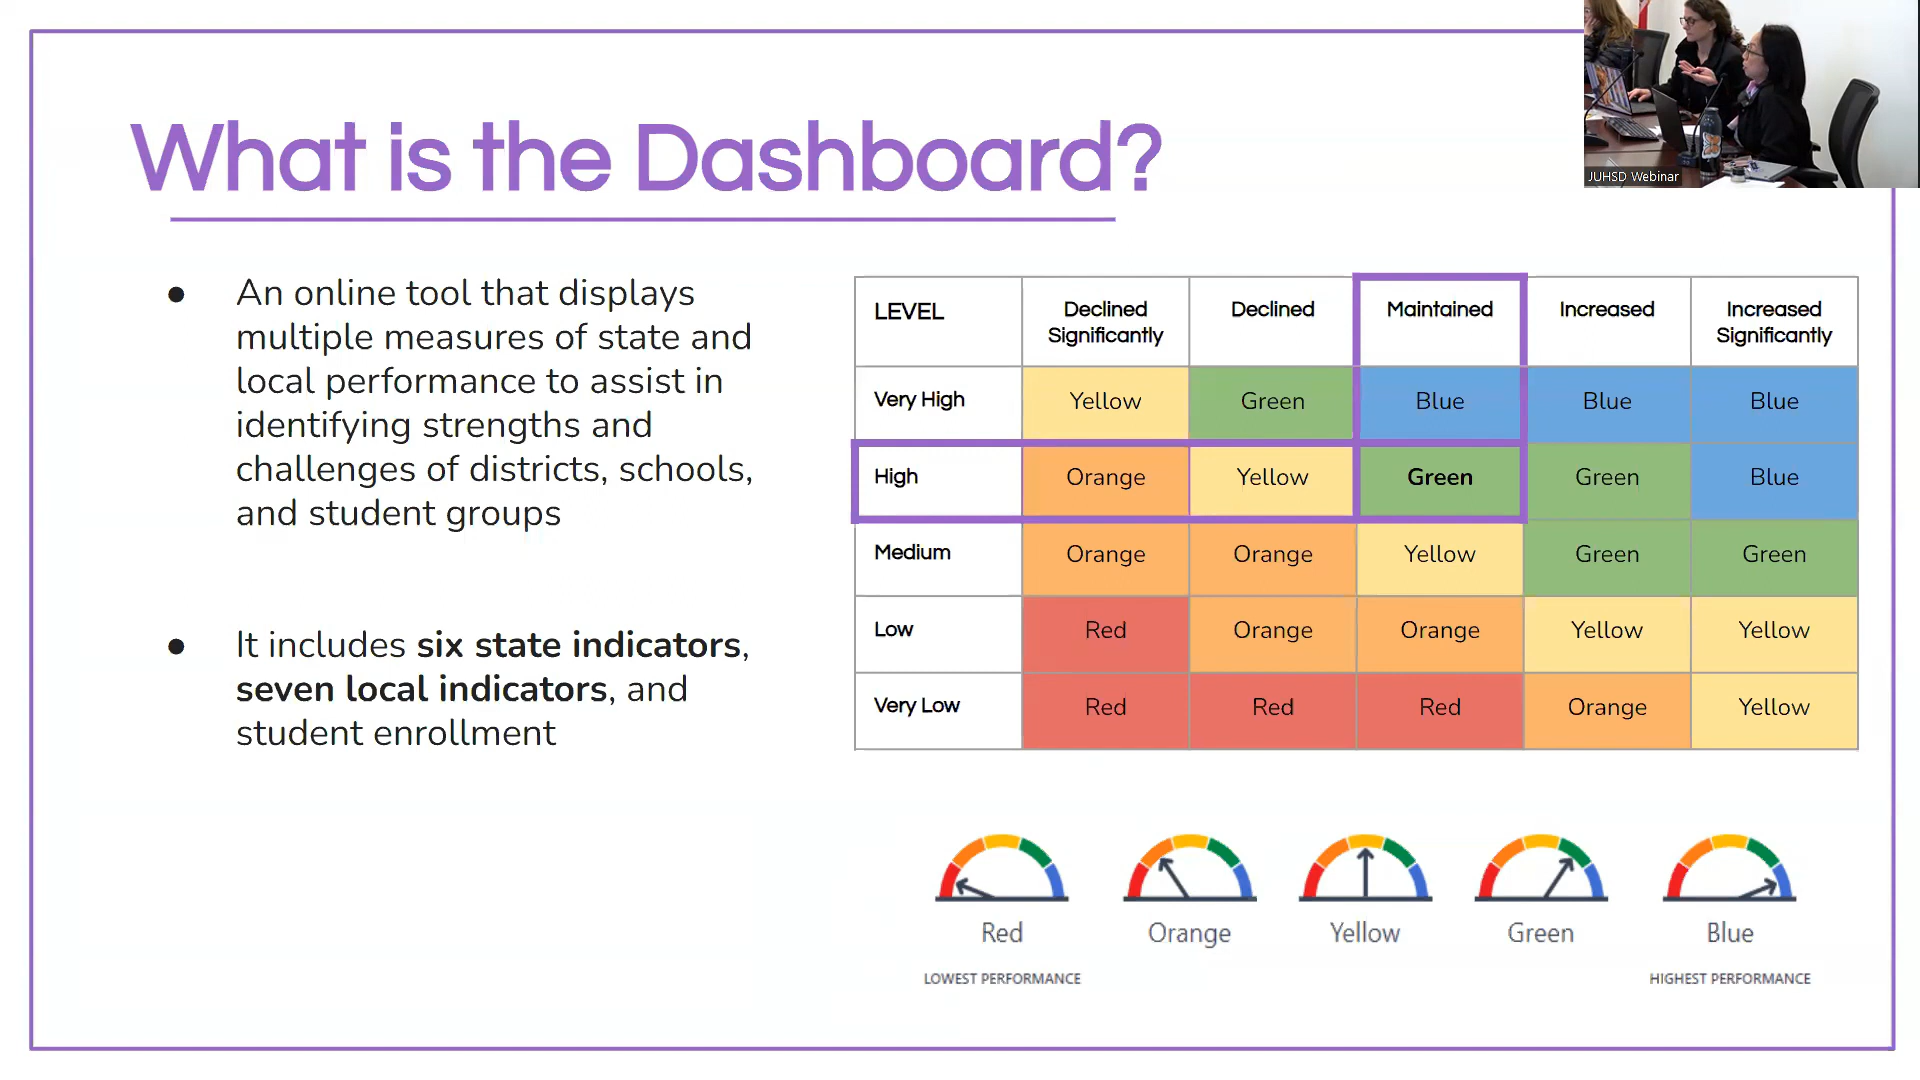 What is the Dashboard?
JUHSD Webinar
● An online tool that displays
multiple measures of state and
local performance to assist in
identifying strengths and
challenges of districts, schools,
and student groups
● It includes six state indicators,
seven local indicators, and
student enrollment
LEVEL Declined Significantly Declined Maintained Increased Increased Significantly
Very High Yellow Green Blue Blue Blue
High Orange Yellow Green Green Blue
Medium Orange Orange Yellow Green Green
Low Red Orange Orange Yellow Yellow
Very Low Red Red Red Orange Yellow
Red Orange Yellow Green Blue
LOWEST PERFORMANCE HIGHEST PERFORMANCE